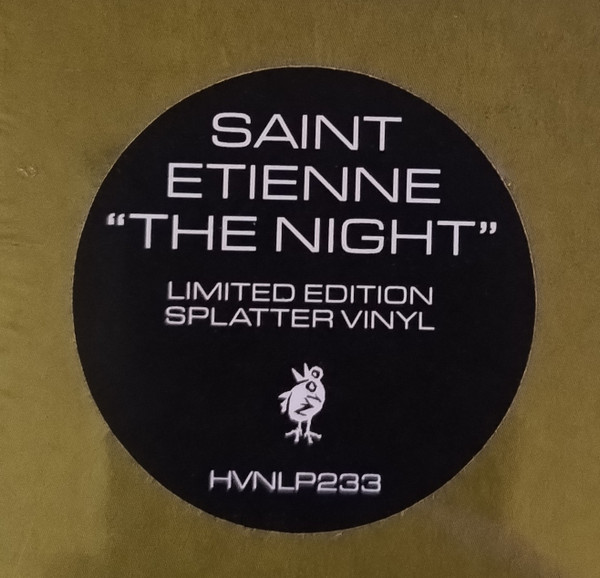 SAINT
ETIENNE
“THE NIGHT”
LIMITED EDITION
SPLATTER VINYL
HVNLP233